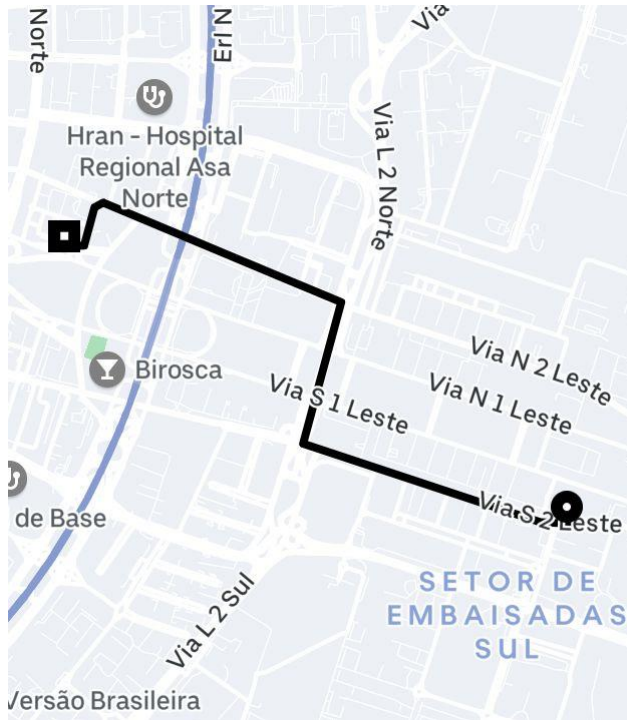 Norte
Erl N
Via
Hran - Hospital
Regional Asa
Norte
Via L 2 Norte
Birosca
Via N 2 Leste
Via S 1 Leste
Via N 1 Leste
de Base
Via S 2 Leste
SETOR DE
EMBAISADAS
SUL
Via L 2 Sul
Versão Brasileira